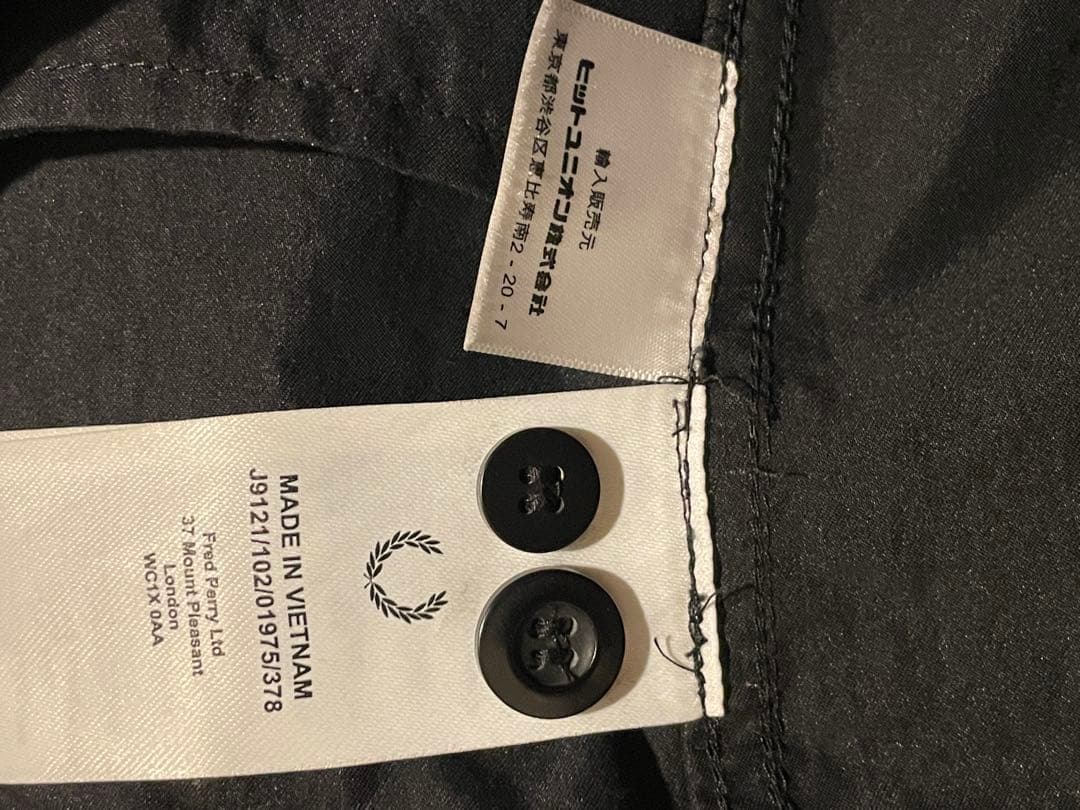 輸入販売元
ヒットユニオン株式会社
東京都渋谷区恵比寿南2-20-7
MADE IN VIETNAM
J9121/102/01975/378
Fred Perry Ltd
37 Mount Pleasant
London
WC1X 0AA